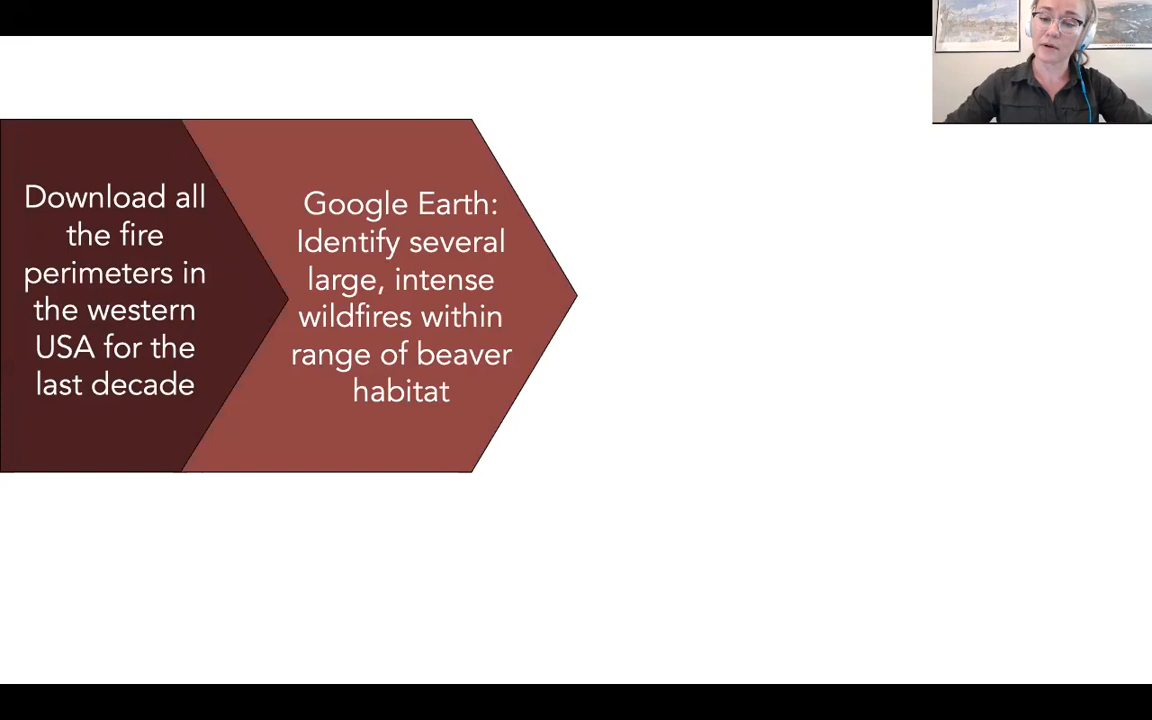 Download all
the fire
perimeters in
the western
USA for the
last decade
Google Earth:
Identify several
large, intense
wildfires within
range of beaver
habitat